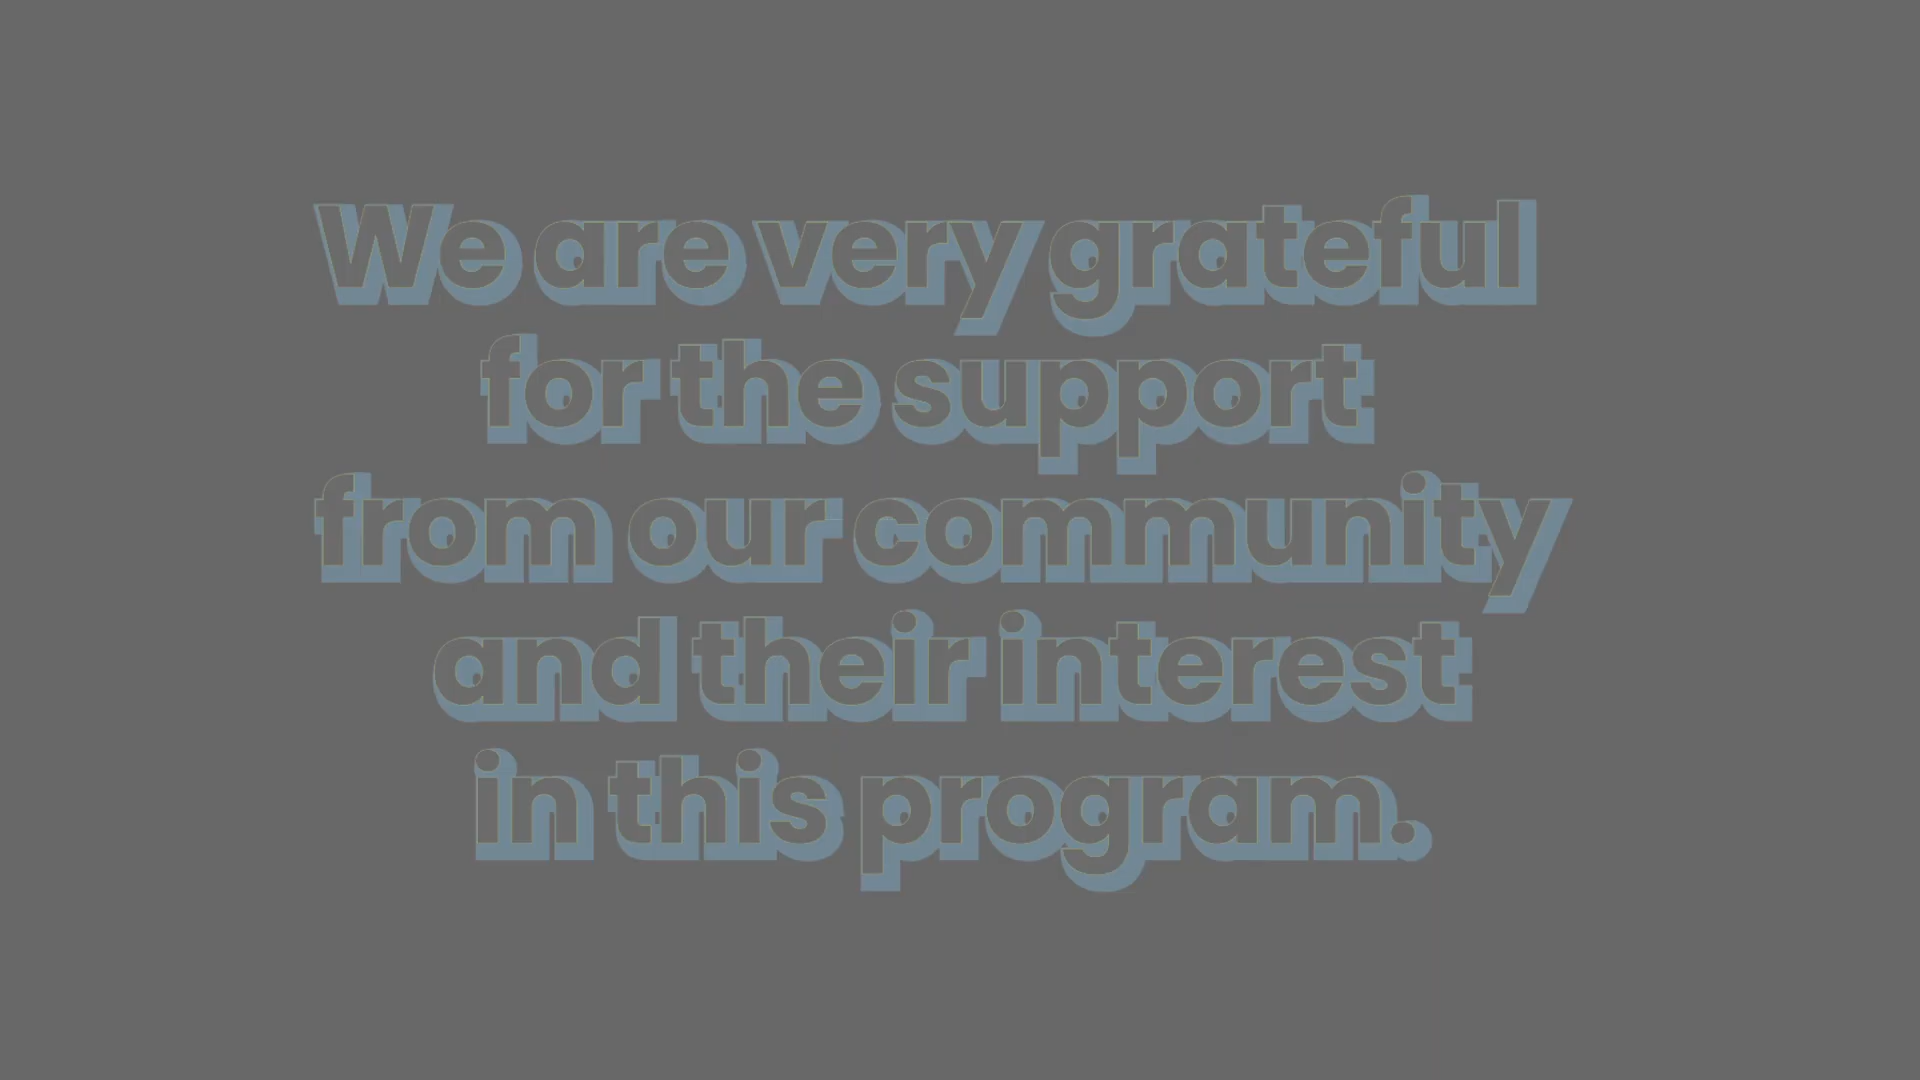 We are very grateful
for the support
from our community
and their interest
in this program.